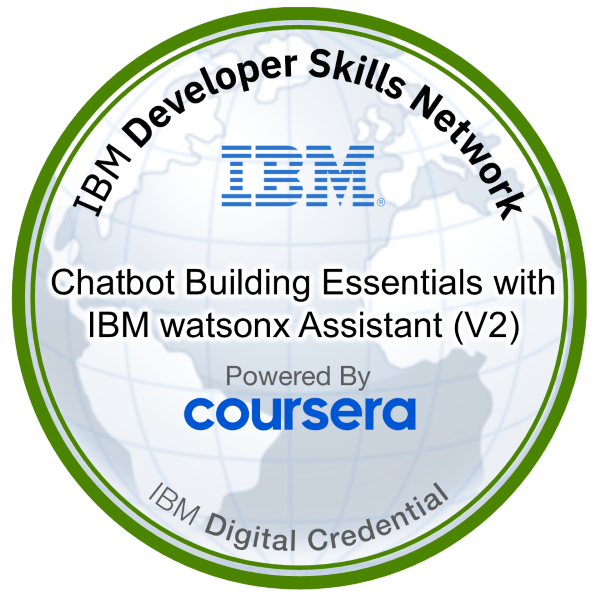 IBM Developer Skills Network
IBM®
Chatbot Building Essentials with
IBM watsonx Assistant (V2)
Powered By
coursera
IBM Digital Credential